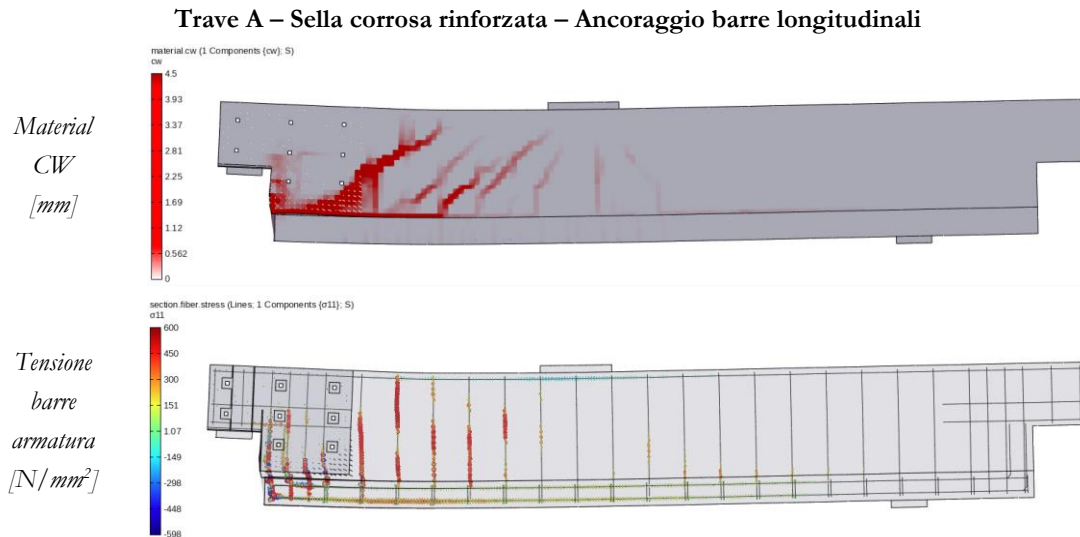 Trave A – Sella corrosa rinforzata – Ancoraggio barre longitudinali
material.cw (1 Components {cw}; S)
cw
4.5
3.93
3.37
2.81
2.25
1.69
1.12
0.562
0
Material
CW
[mm]
section.fiber.stress (Lines; 1 Components {σ11}; S)
σ11
600
450
300
151
1.07
-149
-298
-448
-598
Tensione
barre
armatura
[N/mm²]